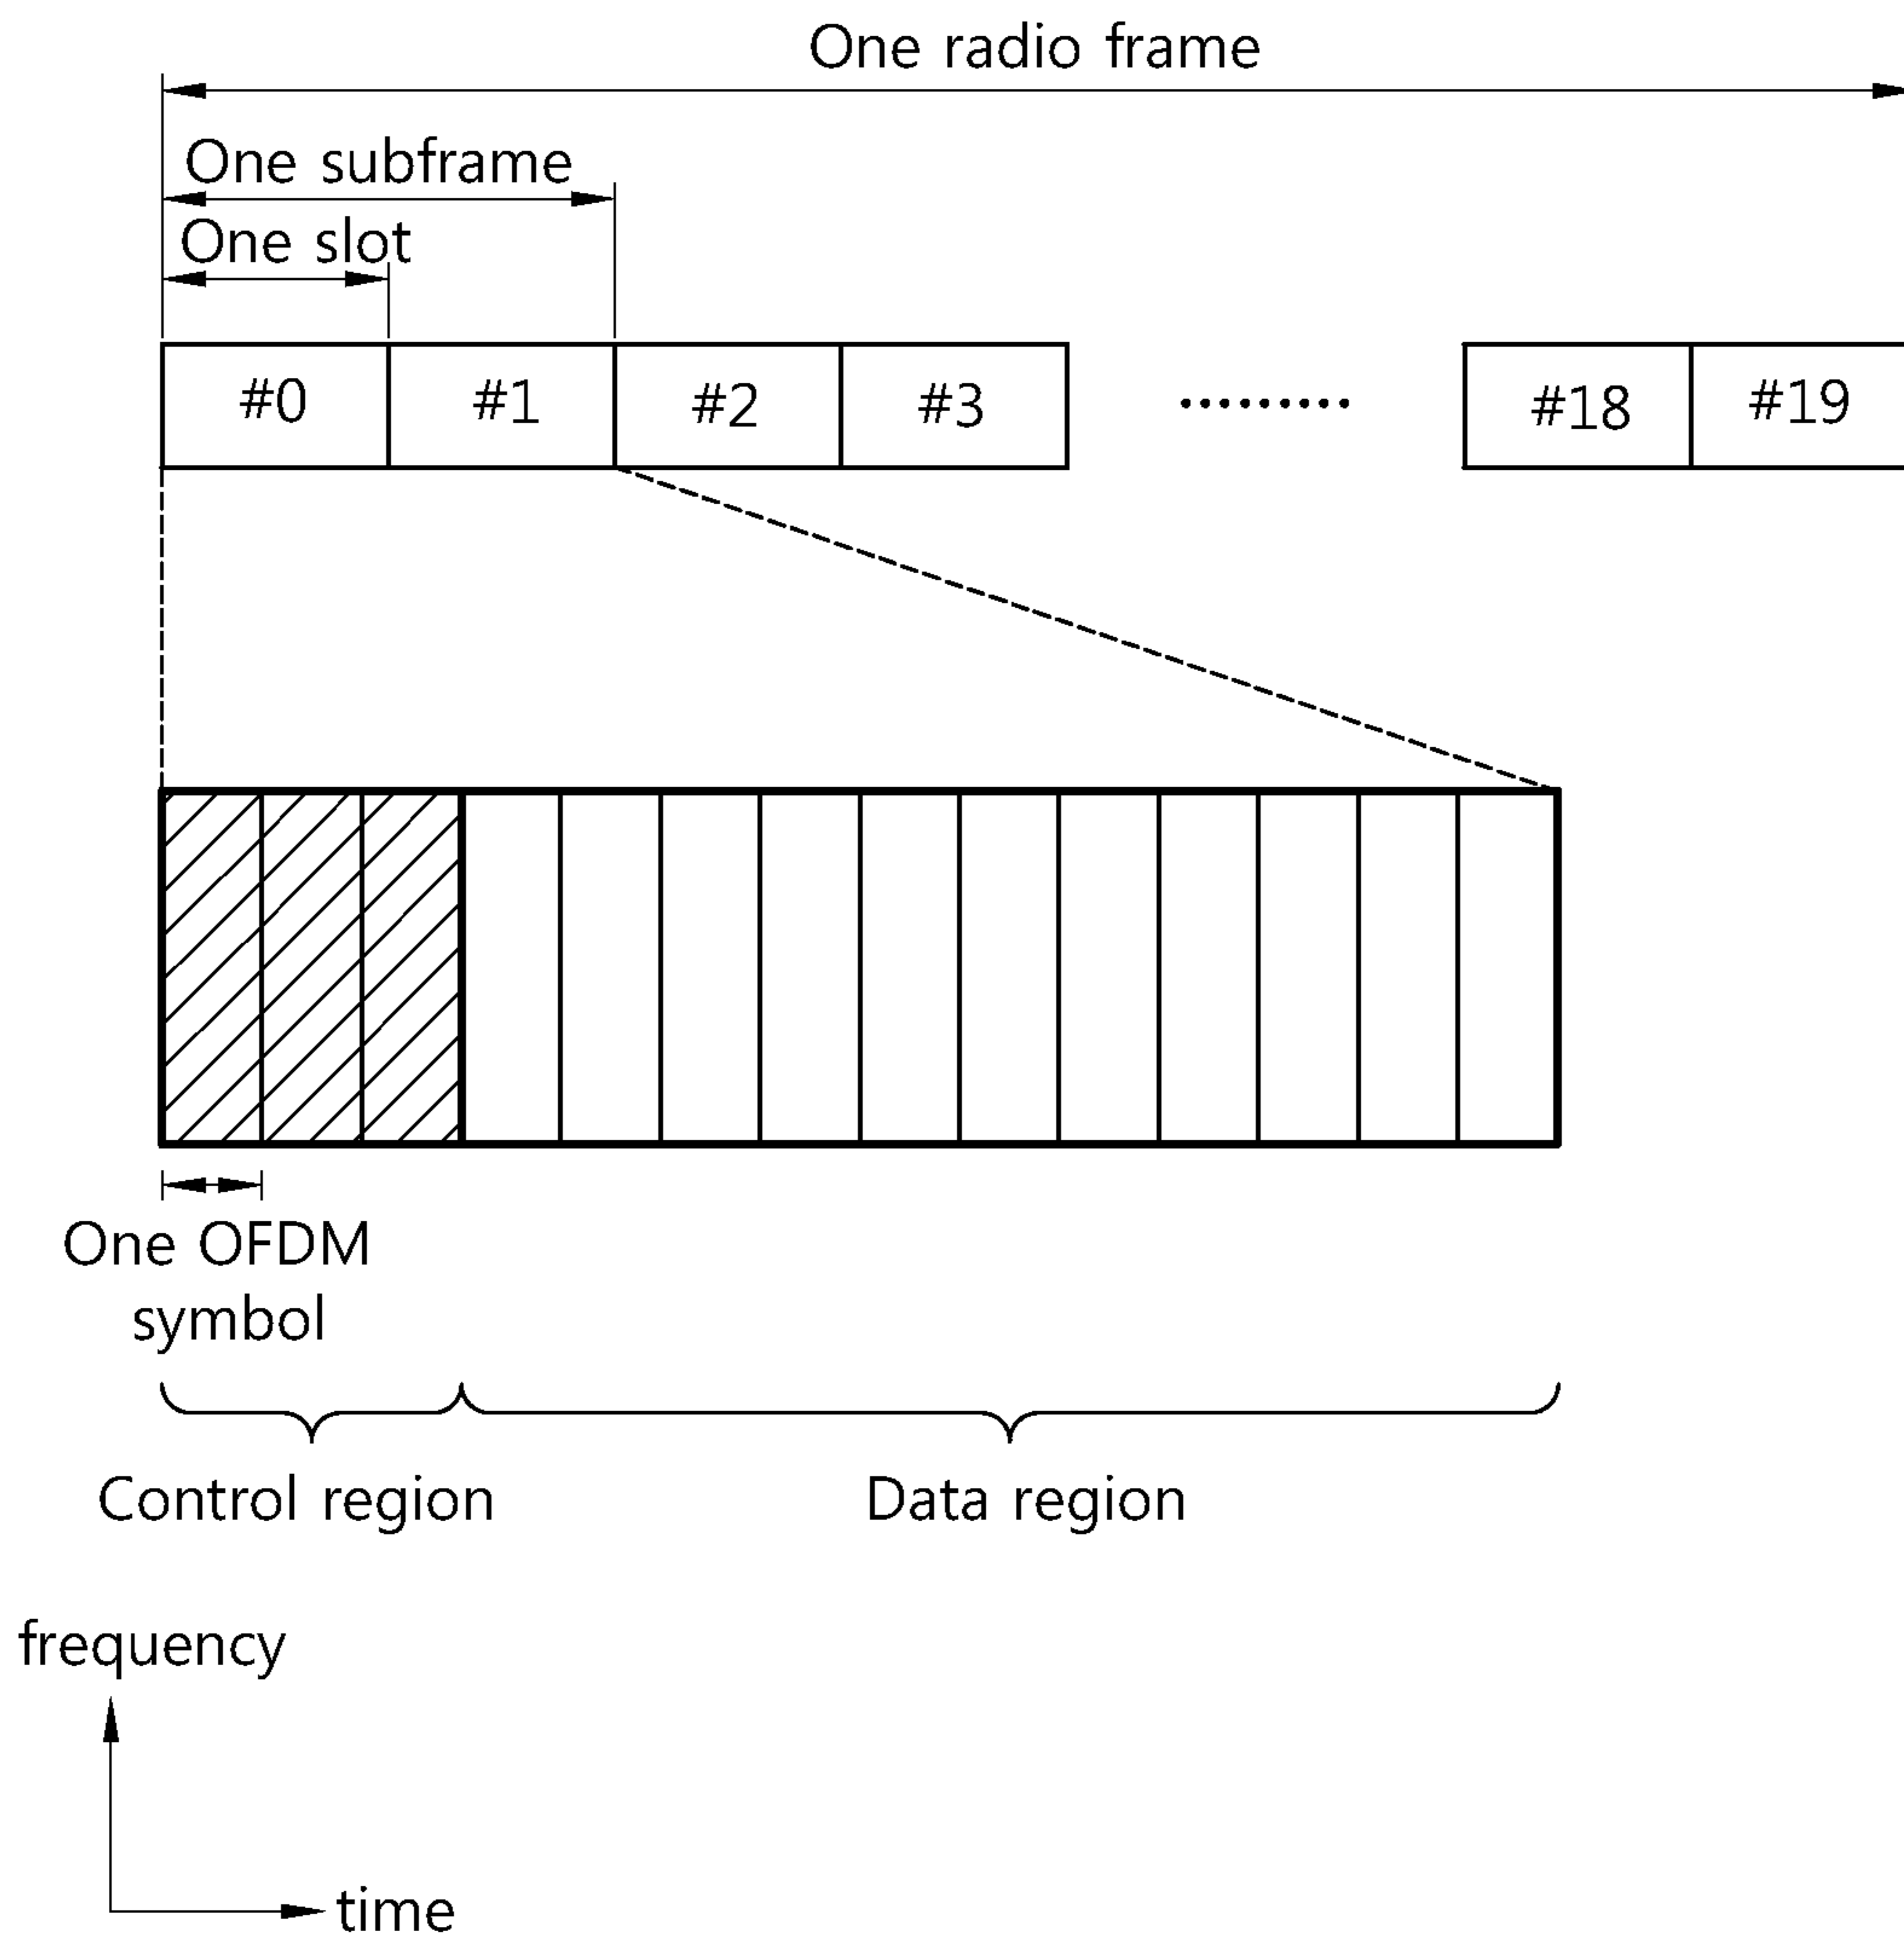 One radio frame
One subframe
One slot
#0 #1 #2 #3 ......... #18 #19
One OFDM
symbol
Control region Data region
frequency
time